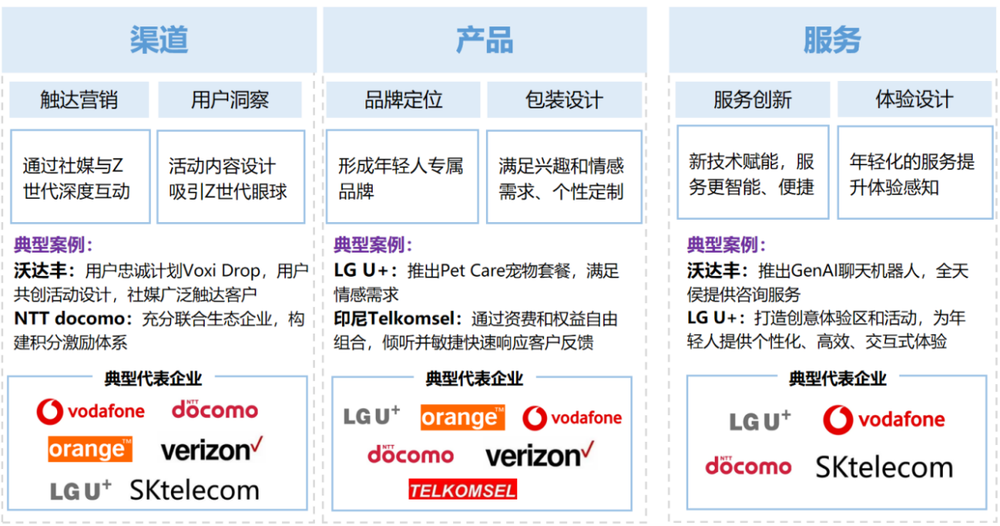 渠道
触达营销
用户洞察
通过社媒与Z
世代深度互动
活动内容设计
吸引Z世代眼球
典型案例：
沃达丰：用户忠诚计划Voxi Drop，用户
共创活动设计，社媒广泛触达客户
NTT docomo：充分联合生态企业，构
建积分激励体系
典型代表企业
vodafone
NTT docomo
orange™
verizon
LG U+
SKtelecom
产品
品牌定位
包装设计
形成年轻人专属
品牌
满足兴趣和情感
需求、个性定制
典型案例：
LG U+：推出Pet Care宠物套餐，满足
情感需求
印尼Telkomsel：通过资费和权益自由
组合，倾听并敏捷快速响应客户反馈
典型代表企业
LG U+
orange™
vodafone
NTT docomo
verizon
TELKOMSEL
服务
服务创新
体验设计
新技术赋能，服
务更智能、便捷
年轻化的服务提
升体验感知
典型案例：
沃达丰：推出GenAI聊天机器人，全天
侯提供咨询服务
LG U+：打造创意体验区和活动，为年
轻人提供个性化、高效、交互式体验
典型代表企业
LG U+
vodafone
NTT docomo
SKtelecom